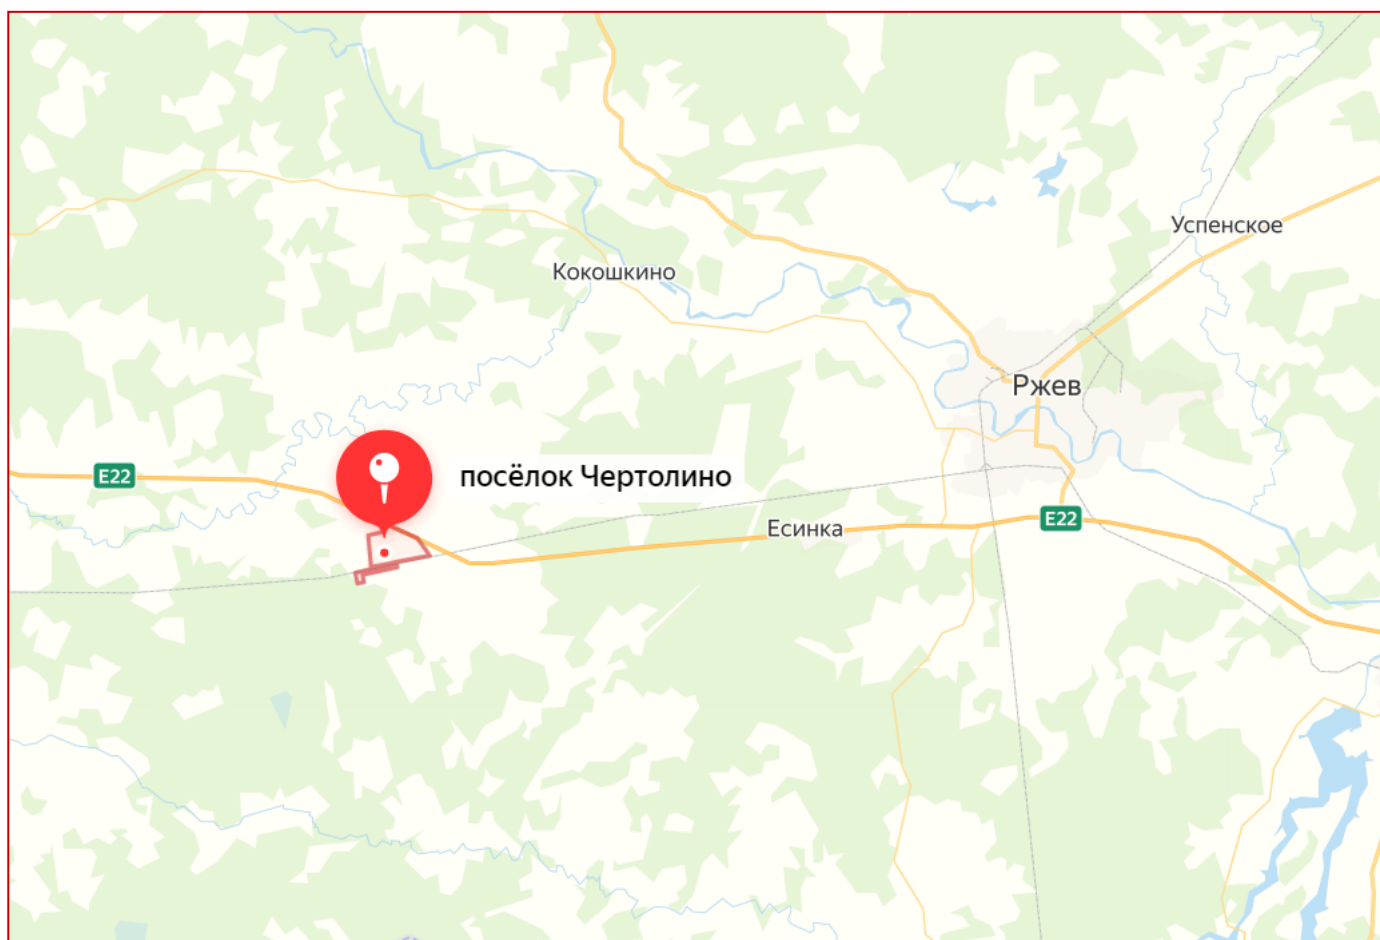 Успенское
Кокошкино
Ржев
E22
посёлок Чертолино
Есинка
E22